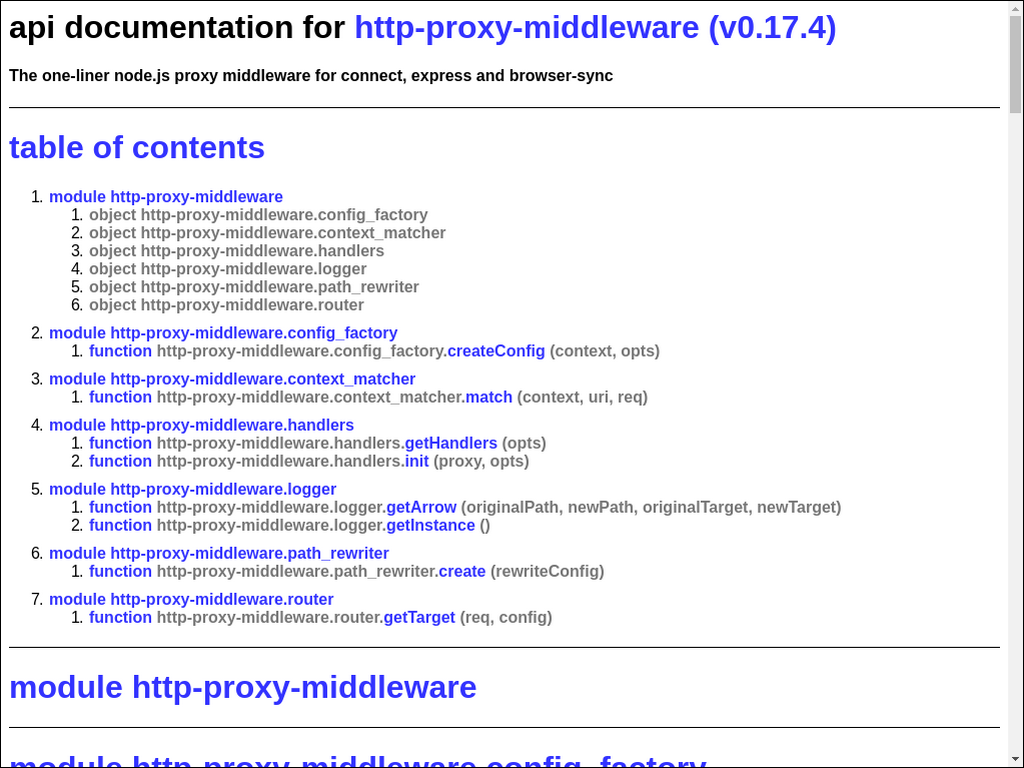 api documentation for http-proxy-middleware (v0.17.4)
The one-liner node.js proxy middleware for connect, express and browser-sync
table of contents
1. module http-proxy-middleware
1. object http-proxy-middleware.config_factory
2. object http-proxy-middleware.context_matcher
3. object http-proxy-middleware.handlers
4. object http-proxy-middleware.logger
5. object http-proxy-middleware.path_rewriter
6. object http-proxy-middleware.router
2. module http-proxy-middleware.config_factory
1. function http-proxy-middleware.config_factory.createConfig (context, opts)
3. module http-proxy-middleware.context_matcher
1. function http-proxy-middleware.context_matcher.match (context, uri, req)
4. module http-proxy-middleware.handlers
1. function http-proxy-middleware.handlers.getHandlers (opts)
2. function http-proxy-middleware.handlers.init (proxy, opts)
5. module http-proxy-middleware.logger
1. function http-proxy-middleware.logger.getArrow (originalPath, newPath, originalTarget, newTarget)
2. function http-proxy-middleware.logger.getInstance ()
6. module http-proxy-middleware.path_rewriter
1. function http-proxy-middleware.path_rewriter.create (rewriteConfig)
7. module http-proxy-middleware.router
1. function http-proxy-middleware.router.getTarget (req, config)
module http-proxy-middleware
module http-proxy-middleware.config_factory